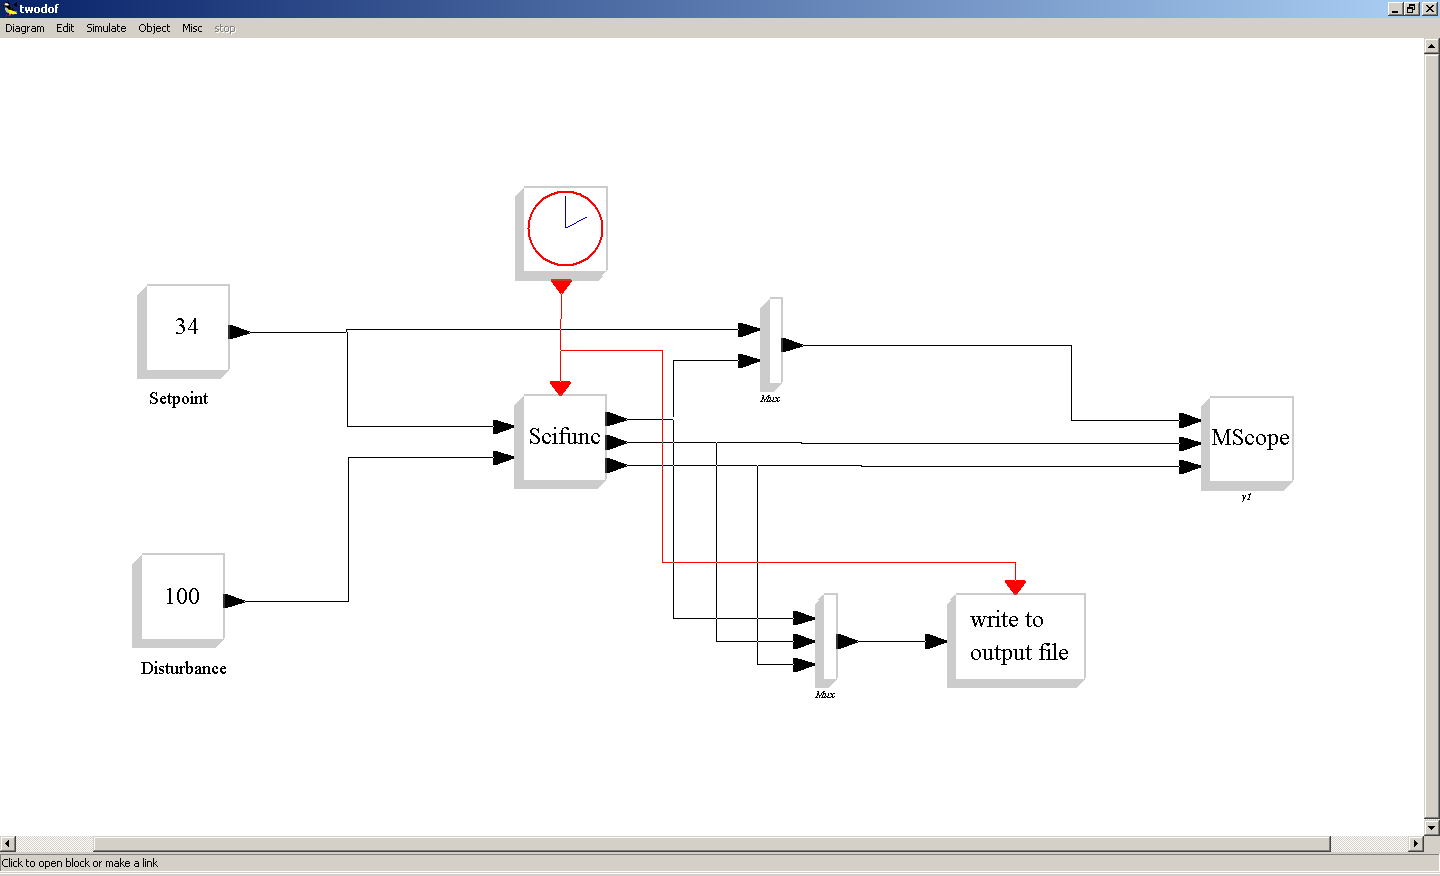 twodof
Diagram Edit Simulate Object Misc stop
34
Setpoint
Mux
Scifunc
MScope
y1
100
Disturbance
write to
output file
Mux
Click to open block or make a link